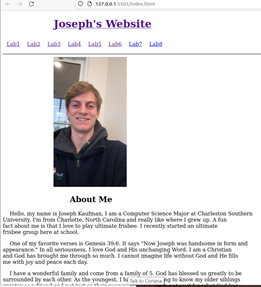 127.0.0.1:5501/index.html
Joseph's Website
Lab1 Lab2 Lab3 Lab4 Lab5 Lab6 Lab7 Lab8
About Me
Hello, my name is Joseph Kaufman, I am a Computer Science Major at Charleston Southern
University. I'm from Charlotte, North Carolina and really like where I grew up. A fun
fact about me is that I love to play ultimate frisbee. I recently started an ultimate
frisbee group here at school.
One of my favorite verses is Genesis 39:6. It says "Now Joseph was handsome in form and
appearance." In all seriousness, I love God and His unchanging Word. I am a Christian
and God has brought me through so much. I cannot imagine life without God and He fills
me with joy and peace each day.
I have a wonderful family and come from a family of 5. God has blessed us greatly to be
surrounded by each other. As the youngest, I to know my older siblings
Talk to Cortana